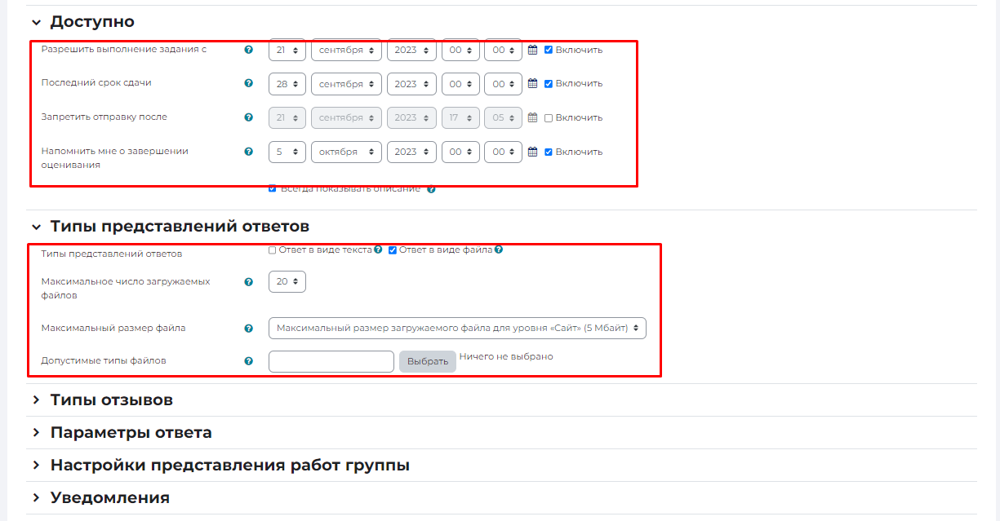 Доступно
Разрешить выполнение задания с 21 сентября 2023 00 00 Включить
Последний срок сдачи 28 сентября 2023 00 00 Включить
Запретить отправку после 21 сентября 2023 17 05 Включить
Напомнить мне о завершении оценивания 5 октября 2023 00 00 Включить
Всегда показывать описание
Типы представлений ответов
Типы представлений ответов Ответ в виде текста Ответ в виде файла
Максимальное число загружаемых файлов 20
Максимальный размер файла Максимальный размер загружаемого файла для уровня «Сайт» (5 Мбайт)
Допустимые типы файлов Выбрать Ничего не выбрано
Типы отзывов
Параметры ответа
Настройки представления работ группы
Уведомления